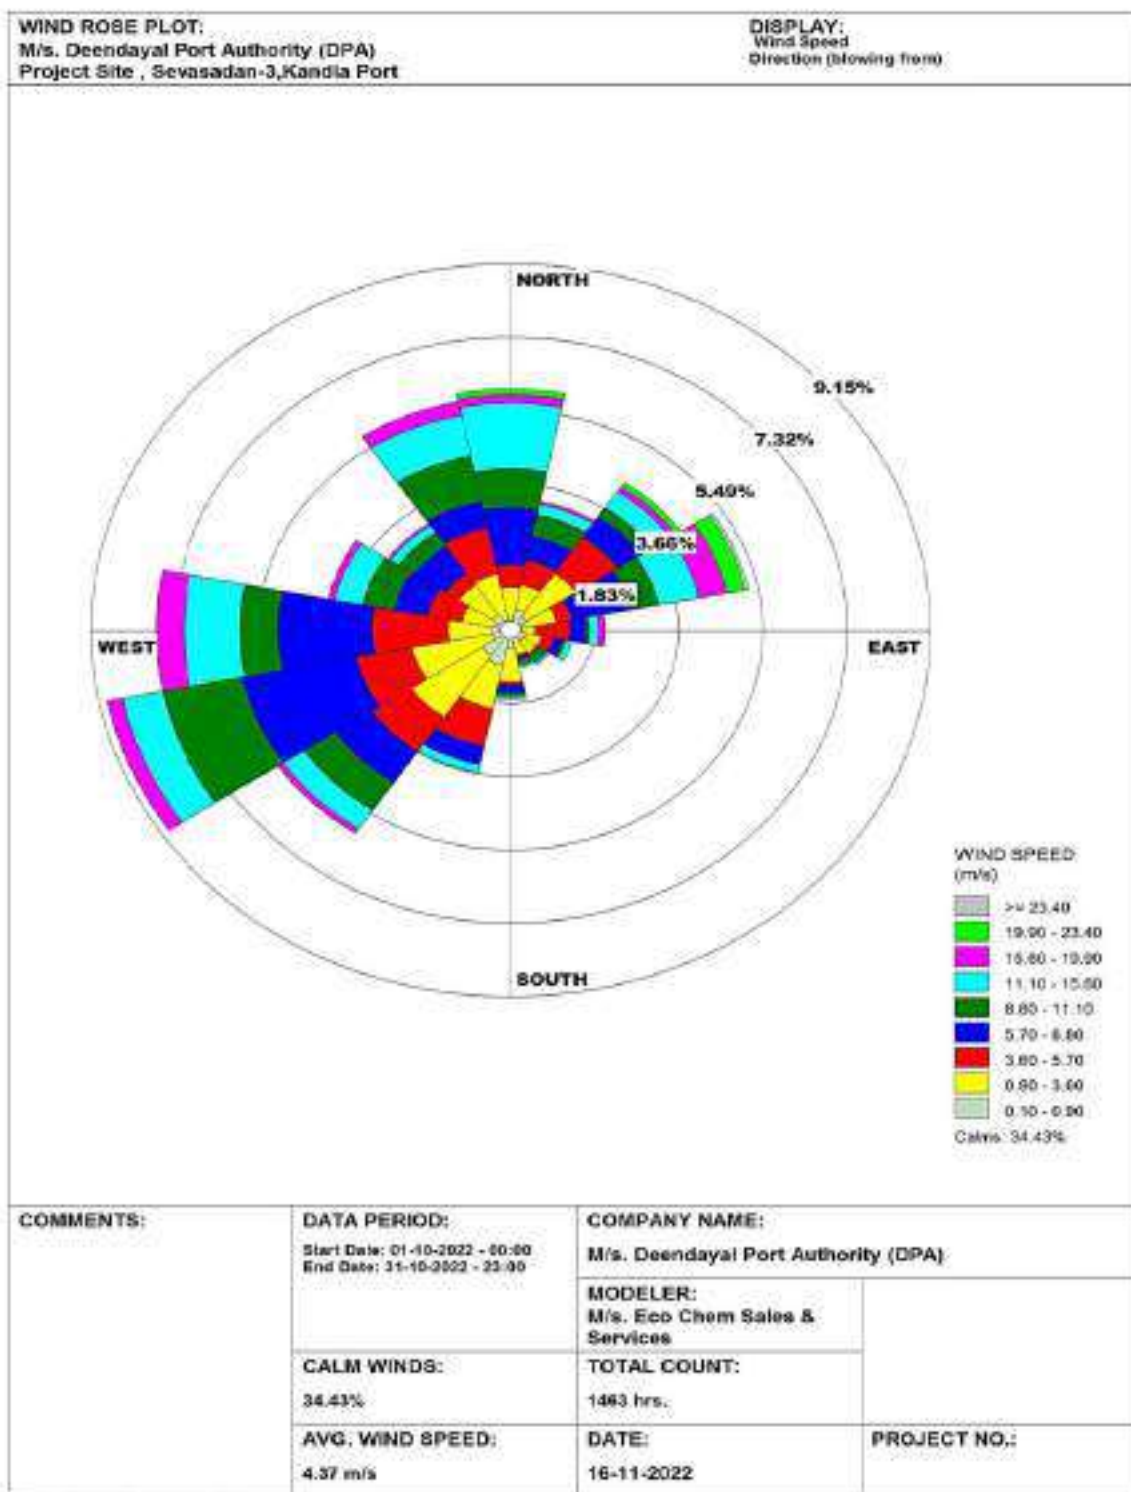 WIND ROSE PLOT:
M/s. Deendayal Port Authority (DPA)
Project Site , Sevasadan-3,Kandla Port
DISPLAY:
Wind Speed
Direction (blowing from)
NORTH
9.15%
7.32%
5.49%
3.66%
1.83%
WEST
EAST
SOUTH
WIND SPEED
(m/s)
>= 23.40
19.90 - 23.40
15.60 - 19.90
11.10 - 15.60
8.80 - 11.10
5.70 - 8.80
3.60 - 5.70
0.90 - 3.60
0.10 - 0.90
Calms: 34.43%
COMMENTS:
DATA PERIOD:
Start Date: 01-10-2022 - 00:00
End Date: 31-10-2022 - 23:00
COMPANY NAME:
M/s. Deendayal Port Authority (DPA)
MODELER:
M/s. Eco Chem Sales &
Services
CALM WINDS:
34.43%
TOTAL COUNT:
1463 hrs.
AVG. WIND SPEED:
4.37 m/s
DATE:
16-11-2022
PROJECT NO.: